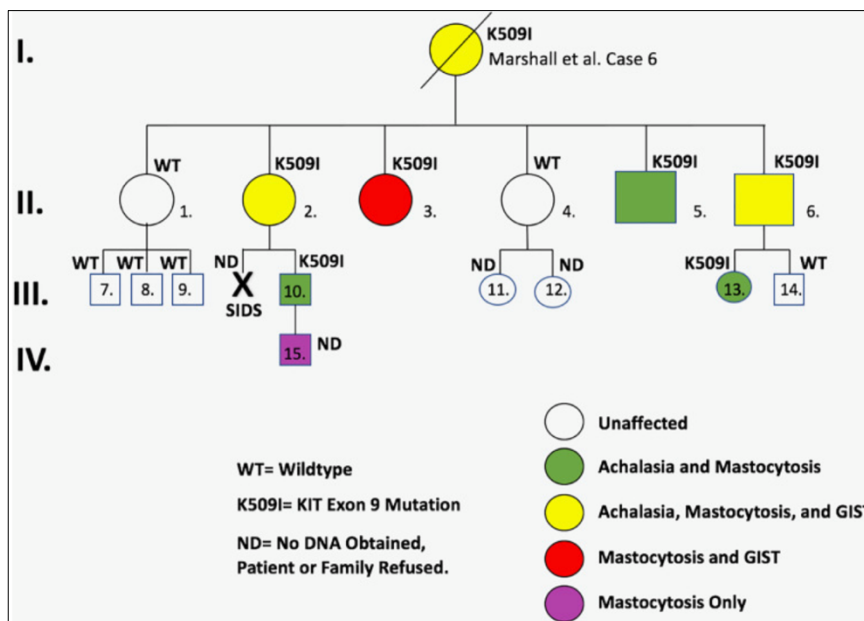 I.
K509I
Marshall et al. Case 6
WT K509I K509I WT K509I K509I
II.
1. 2. 3. 4. 5. 6.
WT WT WT ND K509I ND ND K509I WT
III.
7. 8. 9. X 10. 11. 12. 13. 14.
SIDS
IV.
15. ND
Unaffected
WT= Wildtype
Achalasia and Mastocytosis
K509I= KIT Exon 9 Mutation
Achalasia, Mastocytosis, and GIST
ND= No DNA Obtained,
Patient or Family Refused.
Mastocytosis and GIST
Mastocytosis Only